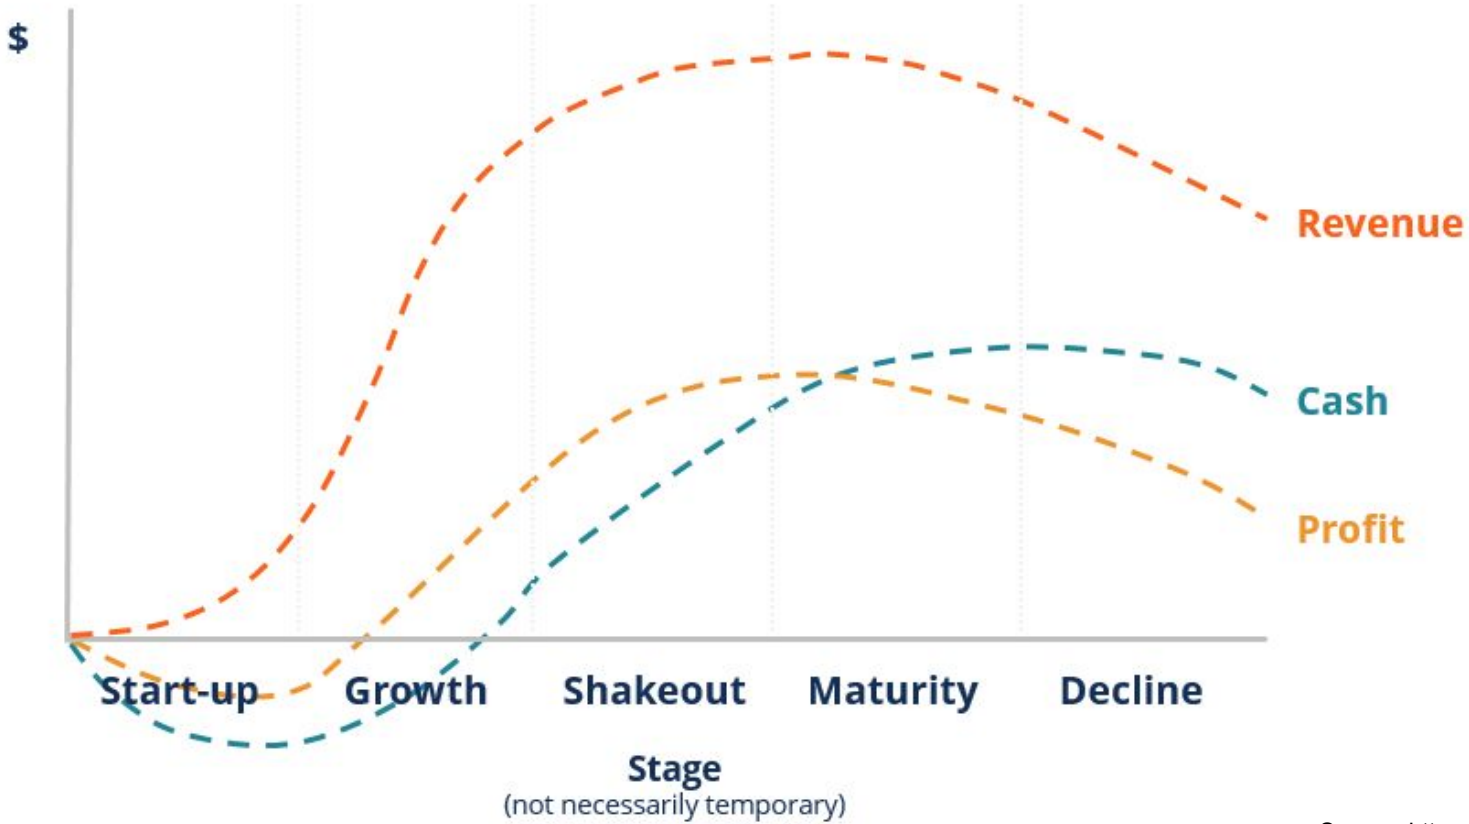 $
Revenue
Cash
Profit
Start-up Growth Shakeout Maturity Decline
Stage
(not necessarily temporary)